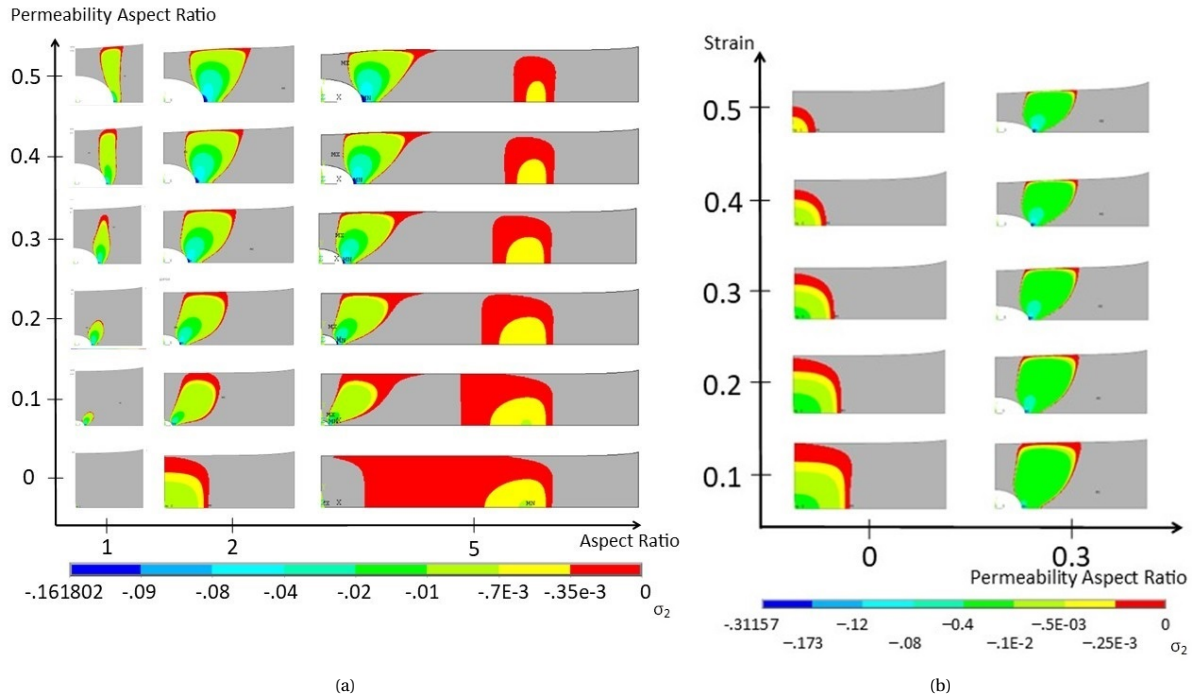 Permeability Aspect Ratio
0.5
0.4
0.3
0.2
0.1
0
1 2 5
Aspect Ratio
-.161802 -.09 -.08 -.04 -.02 -.01 -.7E-3 -.35e-3 0
σ2
(a)
Strain
0.5
0.4
0.3
0.2
0.1
0 0.3
Permeability Aspect Ratio
-.31157 -.12 -0.4 -.5E-03 0
-.173 -.08 -.1E-2 -.25E-3 σ2
(b)